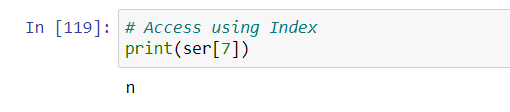 In [119]: # Access using Index
print(ser[7])
n